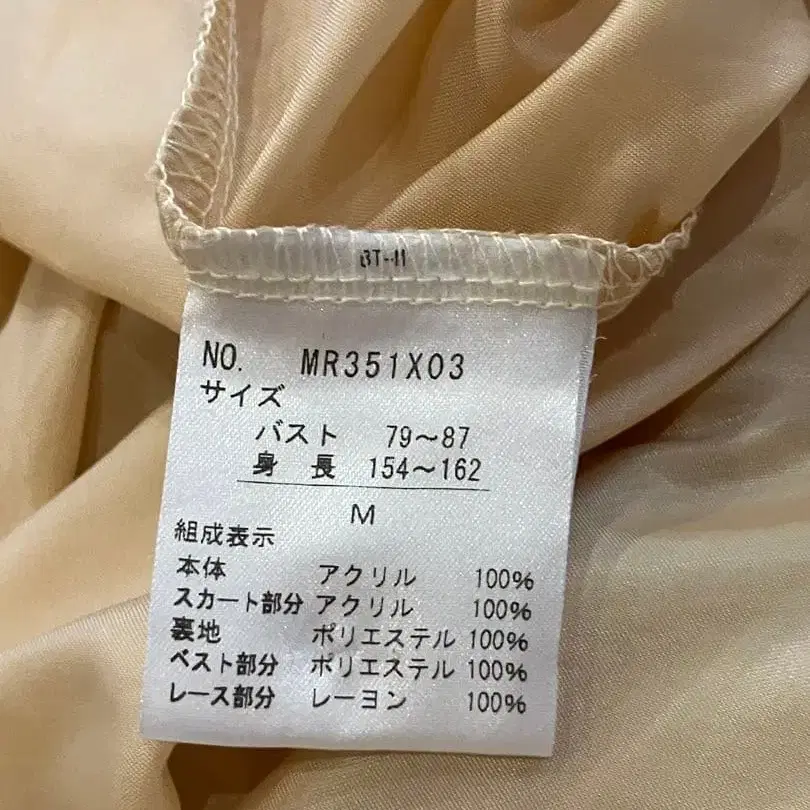 NO. MR351X03
サイズ
バスト 79～87
身長 154～162
M
組成表示
本体 アクリル 100%
スカート部分 アクリル 100%
裏地 ポリエステル 100%
ベスト部分 ポリエステル 100%
レース部分 レーヨン 100%